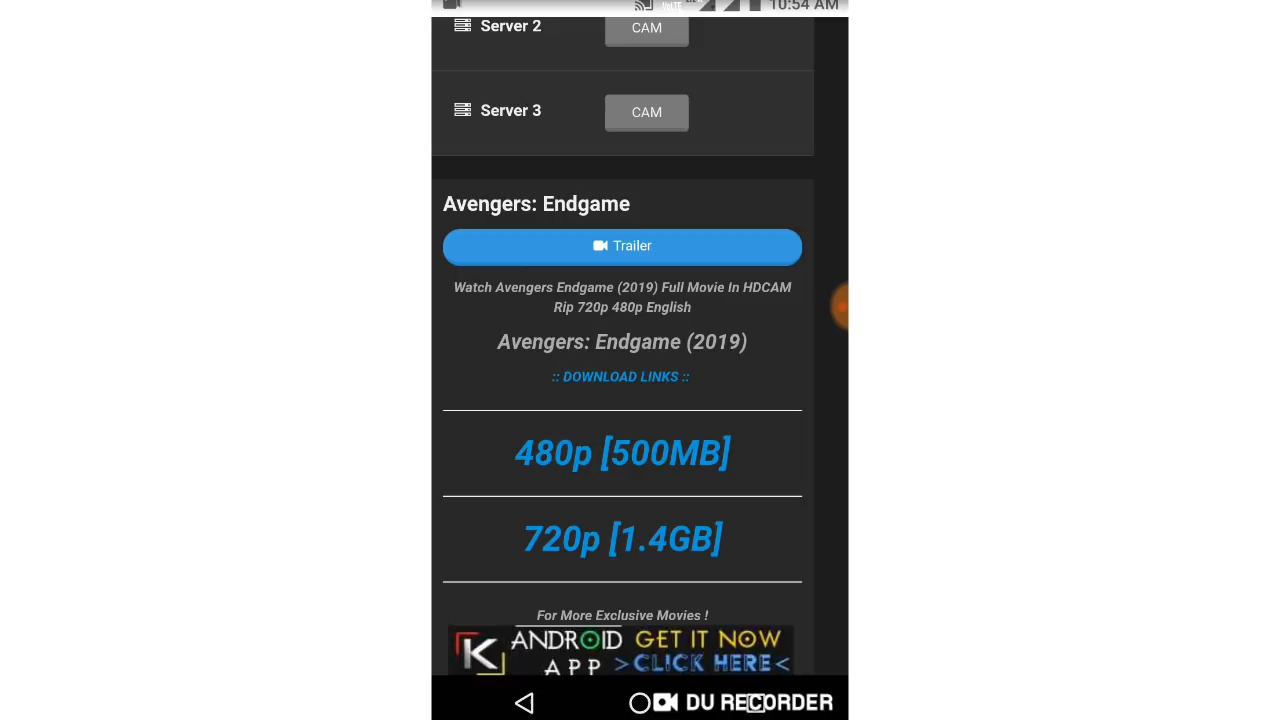 VoLTE
10:54 AM
Server 2
CAM
Server 3
CAM
Avengers: Endgame
Trailer
Watch Avengers Endgame (2019) Full Movie In HDCAM
Rip 720p 480p English
Avengers: Endgame (2019)
:: DOWNLOAD LINKS ::
480p [500MB]
720p [1.4GB]
For More Exclusive Movies !
K
ANDROID GET IT NOW
APP >CLICK HERE<
DU RECORDER